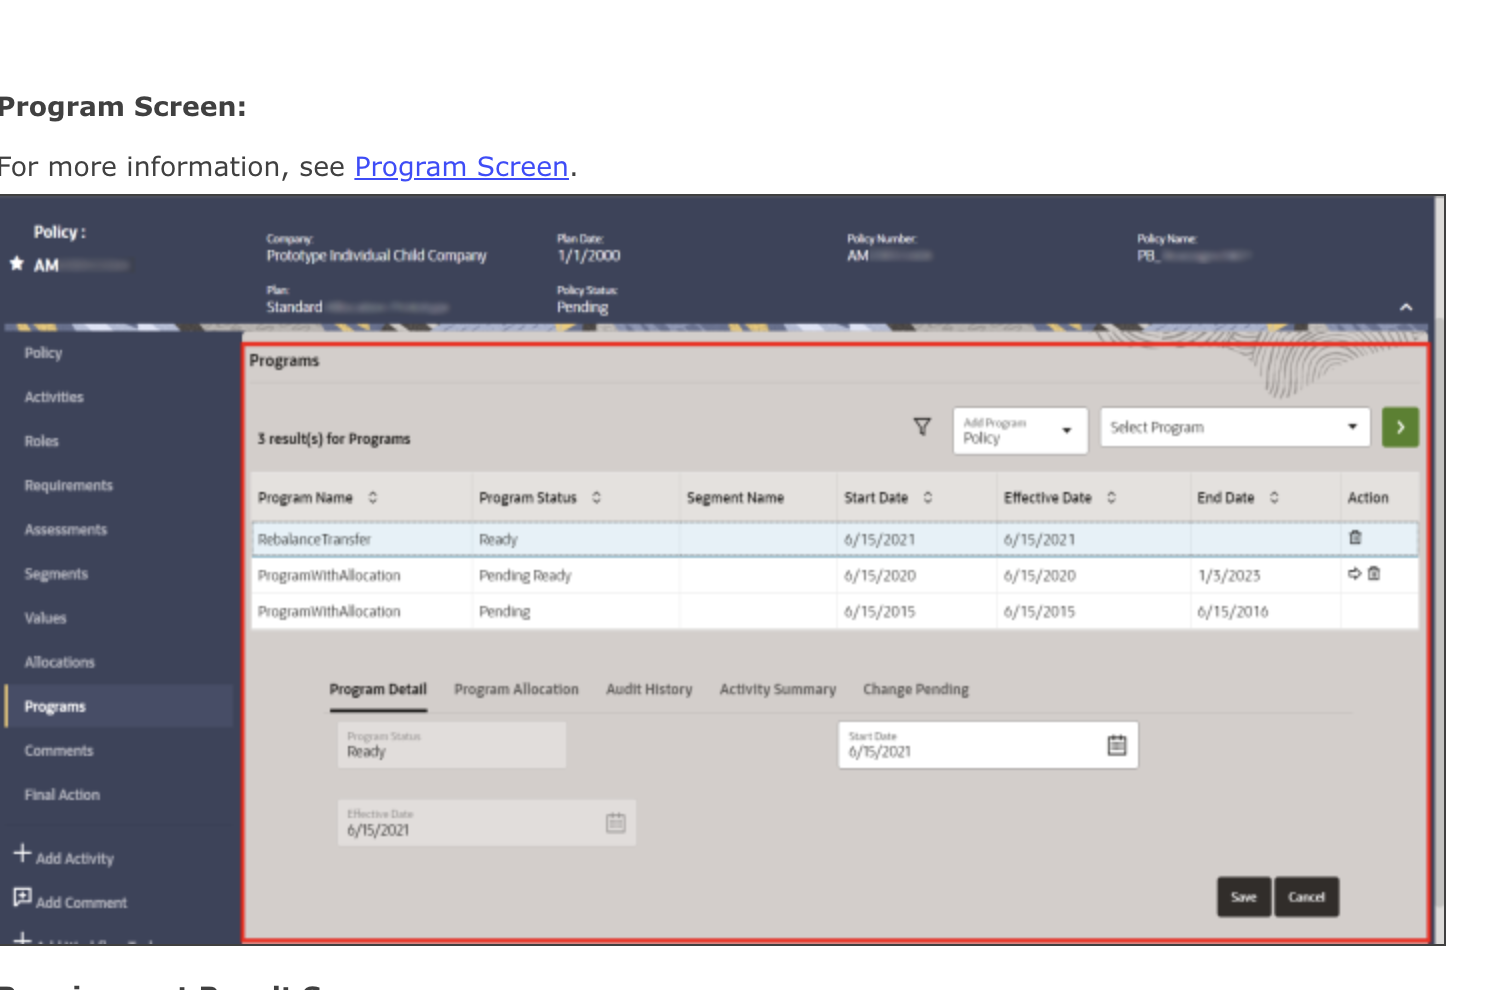 Program Screen:
For more information, see Program Screen.
Policy :
AM
Company:
Prototype Individual Child Company
Plan Date:
1/1/2000
Policy Number:
AM
Policy Name:
PB_
Plan:
Standard
Policy Status:
Pending
Policy
Activities
Roles
Requirements
Assessments
Segments
Values
Allocations
Programs
Comments
Final Action
Add Activity
Add Comment
Programs
3 result(s) for Programs
Add Program
Policy
Select Program
Program Name Program Status Segment Name Start Date Effective Date End Date Action
RebalanceTransfer Ready 6/15/2021 6/15/2021
ProgramWithAllocation Pending Ready 6/15/2020 6/15/2020 1/3/2023
ProgramWithAllocation Pending 6/15/2015 6/15/2015 6/15/2016
Program Detail Program Allocation Audit History Activity Summary Change Pending
Program Status
Ready
Start Date
6/15/2021
Effective Date
6/15/2021
Save Cancel